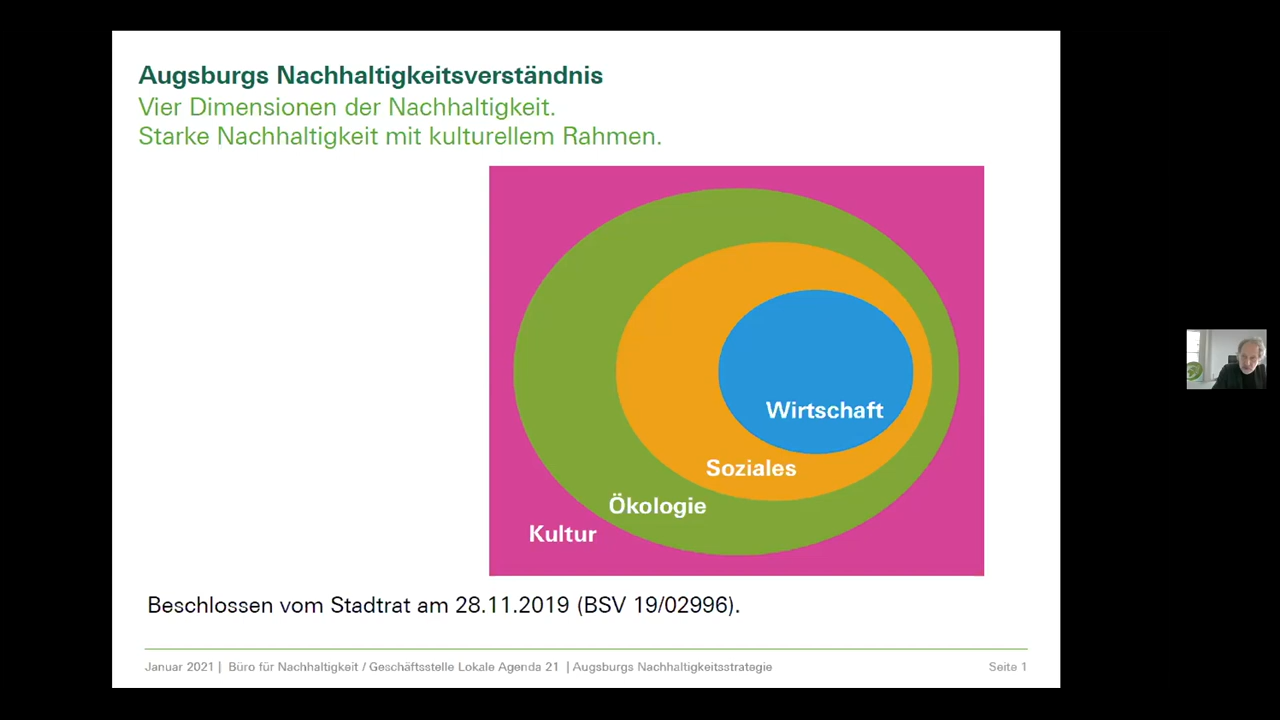 Augsburgs Nachhaltigkeitsverständnis
Vier Dimensionen der Nachhaltigkeit.
Starke Nachhaltigkeit mit kulturellem Rahmen.
Wirtschaft
Soziales
Ökologie
Kultur
Beschlossen vom Stadtrat am 28.11.2019 (BSV 19/02996).
Januar 2021 | Büro für Nachhaltigkeit / Geschäftsstelle Lokale Agenda 21 | Augsburgs Nachhaltigkeitsstrategie Seite 1